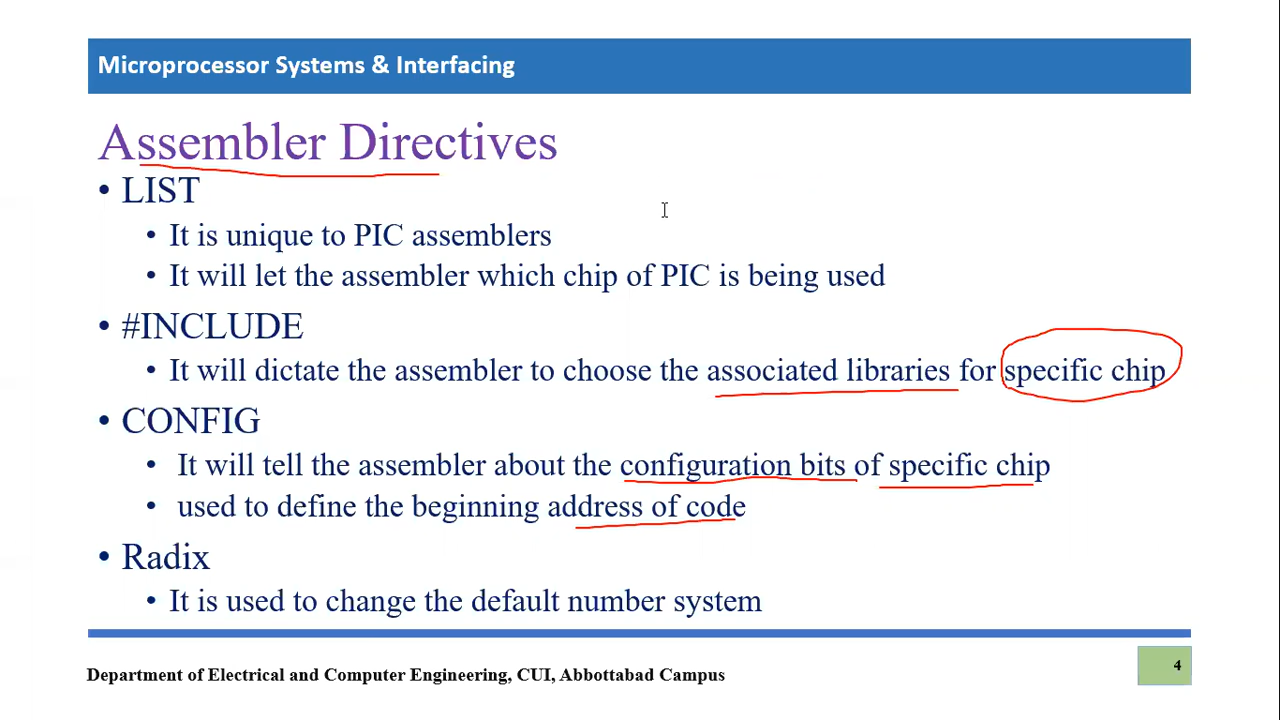 Microprocessor Systems & Interfacing
Assembler Directives
• LIST
• It is unique to PIC assemblers
• It will let the assembler which chip of PIC is being used
• #INCLUDE
• It will dictate the assembler to choose the associated libraries for specific chip
• CONFIG
• It will tell the assembler about the configuration bits of specific chip
• used to define the beginning address of code
• Radix
• It is used to change the default number system
Department of Electrical and Computer Engineering, CUI, Abbottabad Campus
4